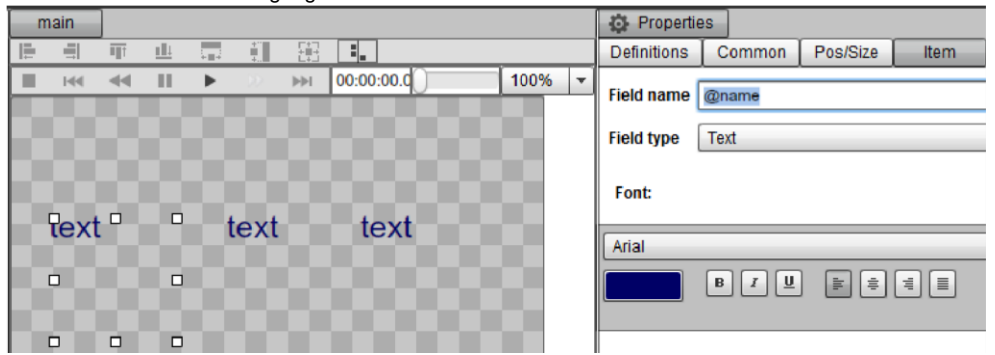 main
Properties
Definitions Common Pos/Size Item
00:00:00.0 100%
Field name @name
Field type Text
Font:
text text text
Arial
B I U